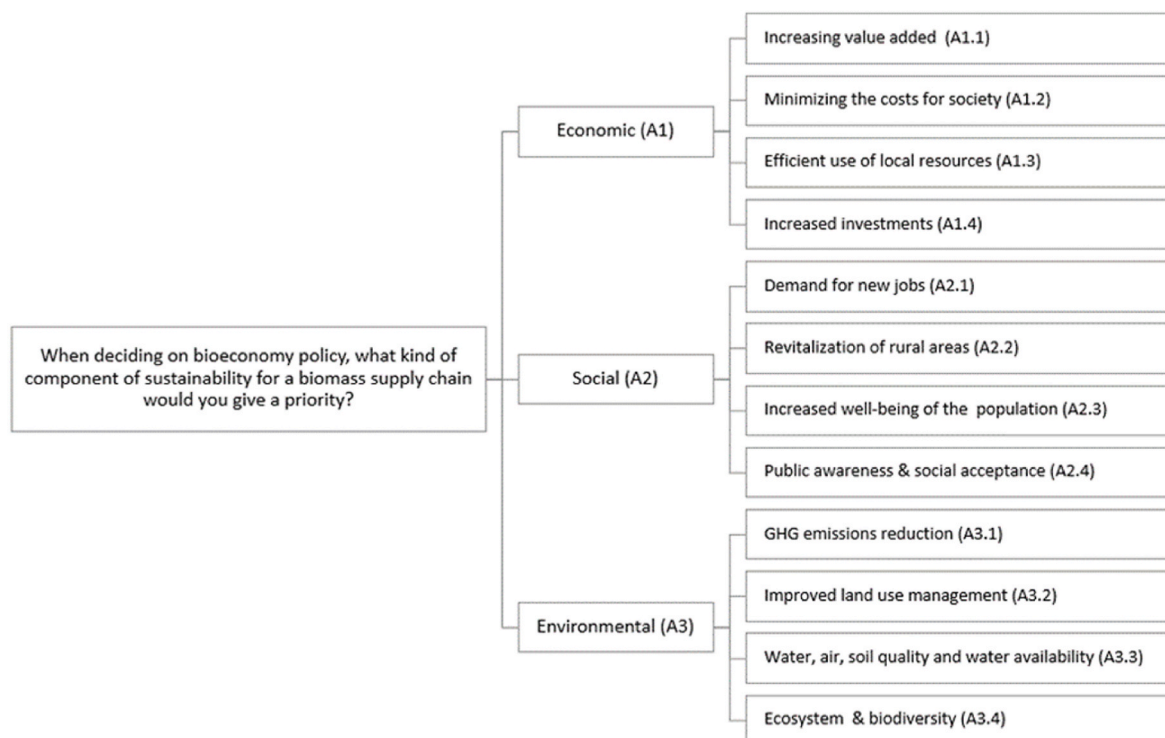 Increasing value added (A1.1)
Minimizing the costs for society (A1.2)
Economic (A1)
Efficient use of local resources (A1.3)
Increased investments (A1.4)
Demand for new jobs (A2.1)
When deciding on bioeconomy policy, what kind of
component of sustainability for a biomass supply chain
would you give a priority?
Revitalization of rural areas (A2.2)
Social (A2)
Increased well-being of the population (A2.3)
Public awareness & social acceptance (A2.4)
GHG emissions reduction (A3.1)
Improved land use management (A3.2)
Environmental (A3)
Water, air, soil quality and water availability (A3.3)
Ecosystem & biodiversity (A3.4)